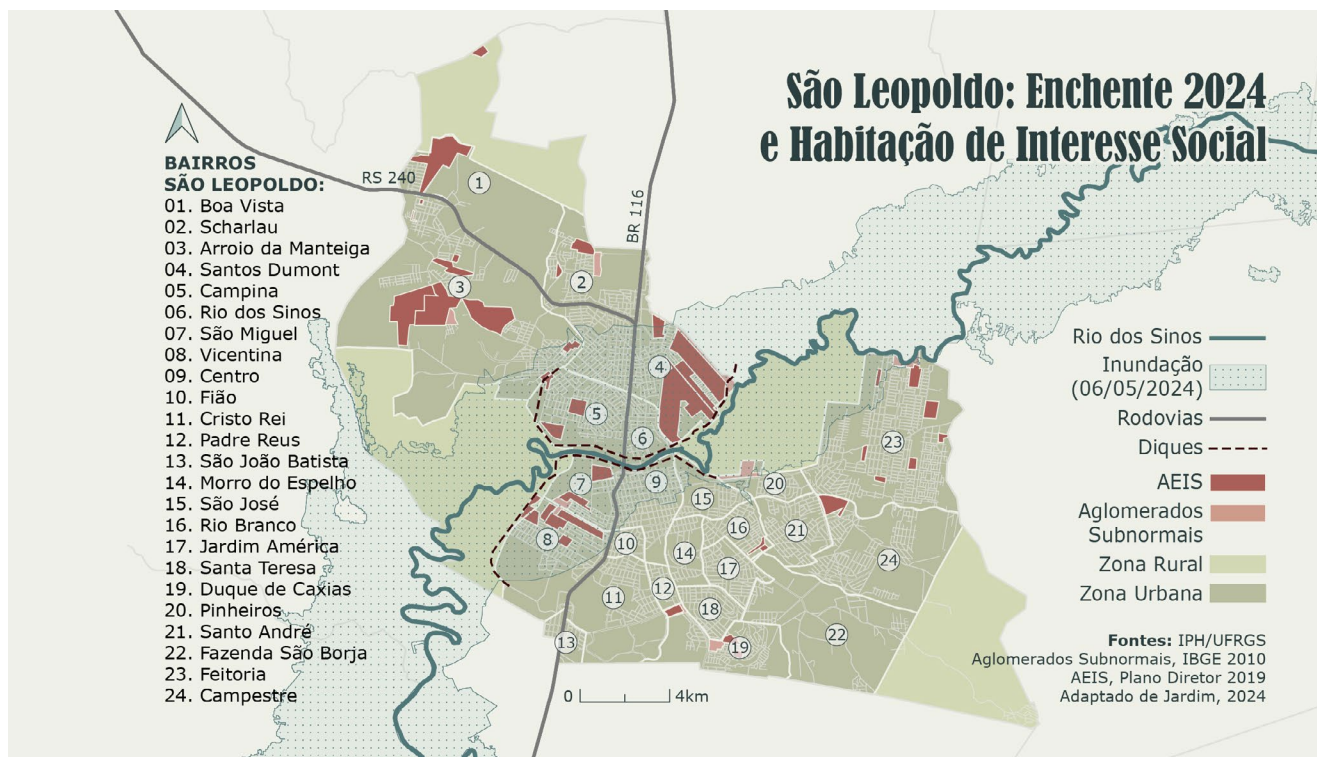 São Leopoldo: Enchente 2024
e Habitação de Interesse Social
BAIRROS
SÃO LEOPOLDO:
01. Boa Vista
02. Scharlau
03. Arroio da Manteiga
04. Santos Dumont
05. Campina
06. Rio dos Sinos
07. São Miguel
08. Vicentina
09. Centro
10. Fião
11. Cristo Rei
12. Padre Reus
13. São João Batista
14. Morro do Espelho
15. São José
16. Rio Branco
17. Jardim América
18. Santa Teresa
19. Duque de Caxias
20. Pinheiros
21. Santo André
22. Fazenda São Borja
23. Feitoria
24. Campestre
RS 240
BR 116
1
2
3
4
5
6
7
8
9
10
11
12
13
14
15
16
17
18
19
20
21
22
23
24
0 4km
Rio dos Sinos
Inundação
(06/05/2024)
Rodovias
Diques
AEIS
Aglomerados
Subnormais
Zona Rural
Zona Urbana
Fontes: IPH/UFRGS
Aglomerados Subnormais, IBGE 2010
AEIS, Plano Diretor 2019
Adaptado de Jardim, 2024